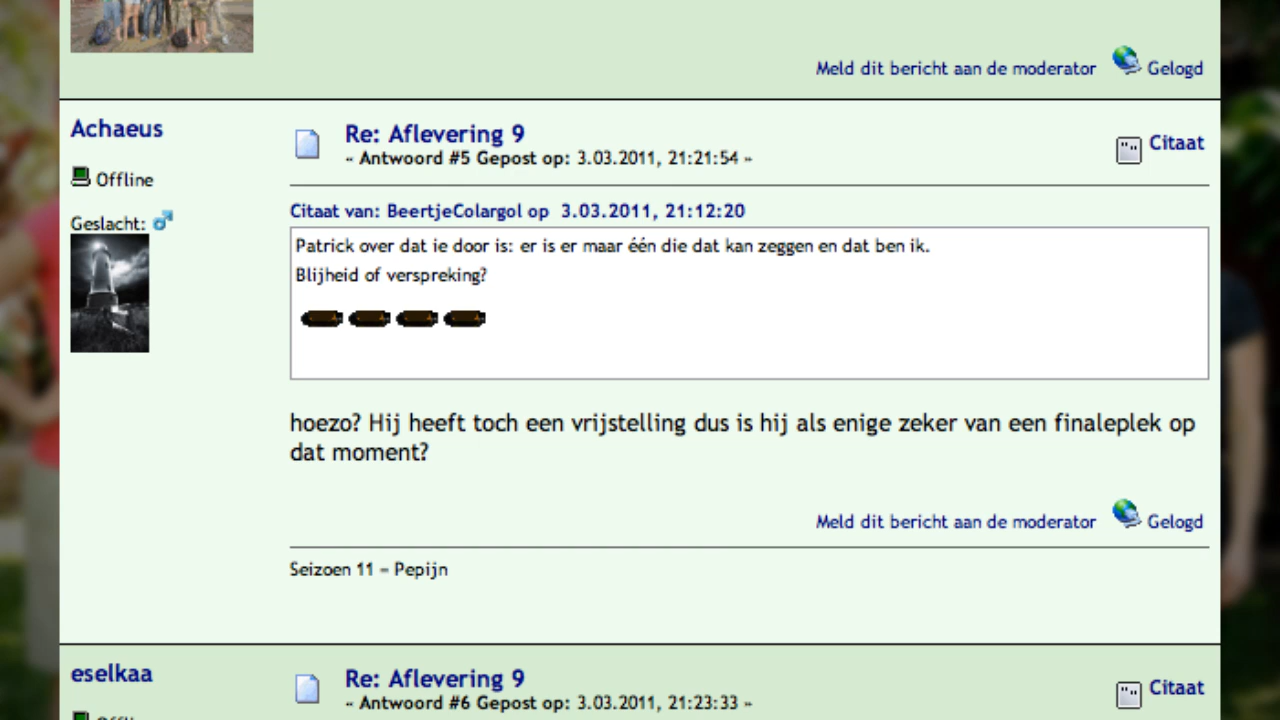 Meld dit bericht aan de moderator Gelogd
Achaeus
Re: Aflevering 9
« Antwoord #5 Gepost op: 3.03.2011, 21:21:54 »
Citaat
Offline
Geslacht:
Citaat van: BeertjeColargol op 3.03.2011, 21:12:20
Patrick over dat ie door is: er is er maar één die dat kan zeggen en dat ben ik.
Blijheid of verspreking?
hoezo? Hij heeft toch een vrijstelling dus is hij als enige zeker van een finaleplek op
dat moment?
Meld dit bericht aan de moderator Gelogd
Seizoen 11 = Pepijn
eselkaa
Re: Aflevering 9
« Antwoord #6 Gepost op: 3.03.2011, 21:23:33 »
Citaat